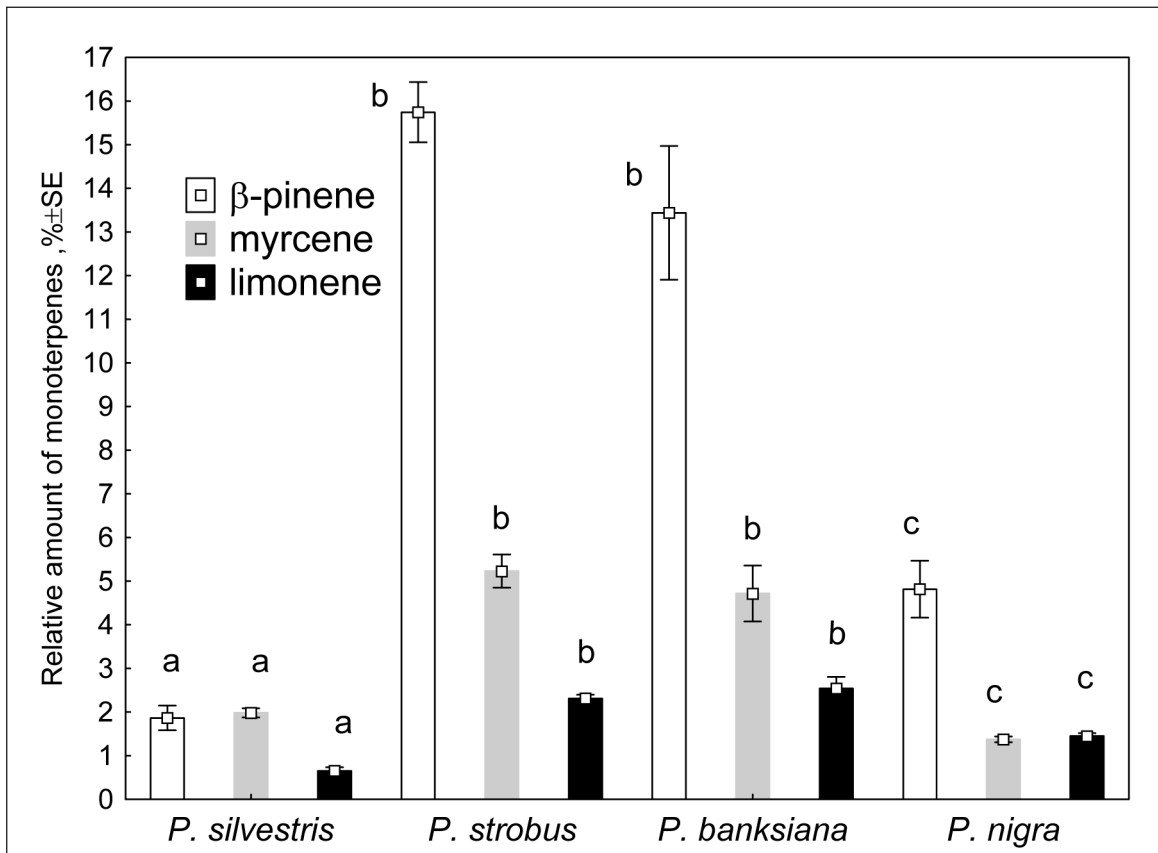 Relative amount of monoterpenes ,%±SE
17
16
15
14
13
12
11
10
9
8
7
6
5
4
3
2
1
0
β-pinene
myrcene
limonene
a
a
a
b
b
b
b
b
b
c
c
c
P. silvestris
P. strobus
P. banksiana
P. nigra